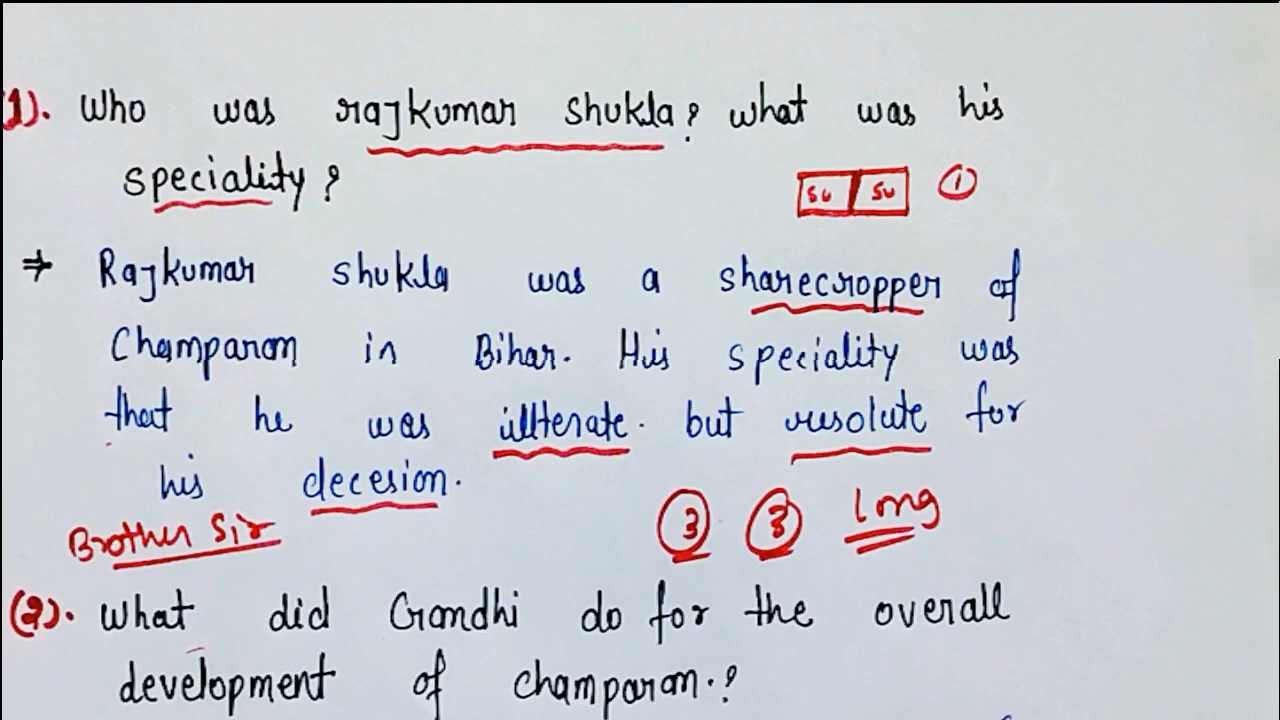 (1). Who was rajkumar shukla? what was his
speciality?
50 50 ①
⇒ Rajkumar shukla was a sharecropper of
Champaran in Bihar. His speciality was
that he was illterate. but resolute for
his decesion.
Brother Sir
③ ③ long
(2). What did Gandhi do for the overall
development of champaran.?